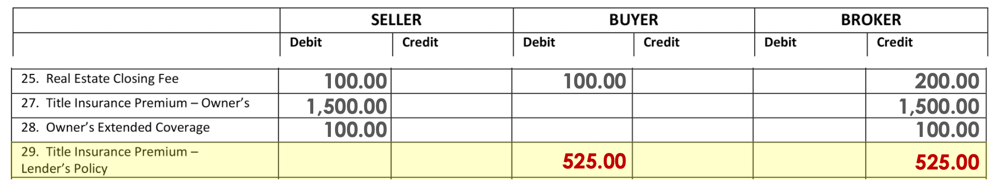 SELLER BUYER BROKER
Debit Credit Debit Credit Debit Credit
25. Real Estate Closing Fee 100.00 100.00 200.00
27. Title Insurance Premium – Owner’s 1,500.00 1,500.00
28. Owner’s Extended Coverage 100.00 100.00
29. Title Insurance Premium –
Lender’s Policy 525.00 525.00